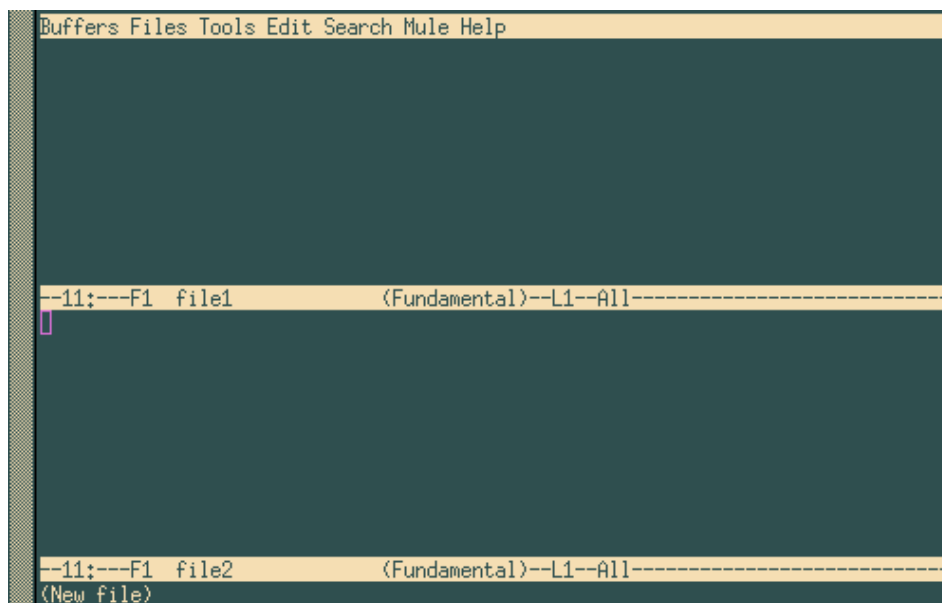 Buffers Files Tools Edit Search Mule Help
--11:---F1  file1                  (Fundamental)--L1--All----------------------------
--11:---F1  file2                  (Fundamental)--L1--All----------------------------
(New file)